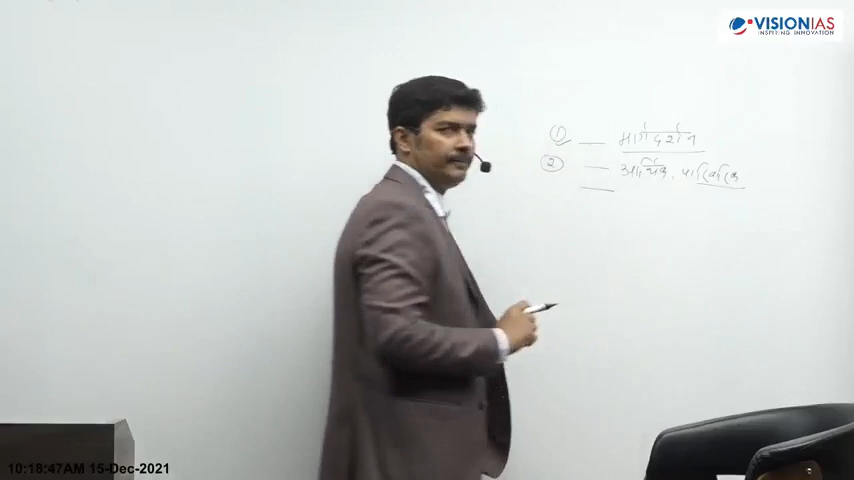 VISIONIAS
INSPIRING INNOVATION
① — मार्गदर्शन
② — आर्थिक, पारिवारिक
10:18:47AM 15-Dec-2021